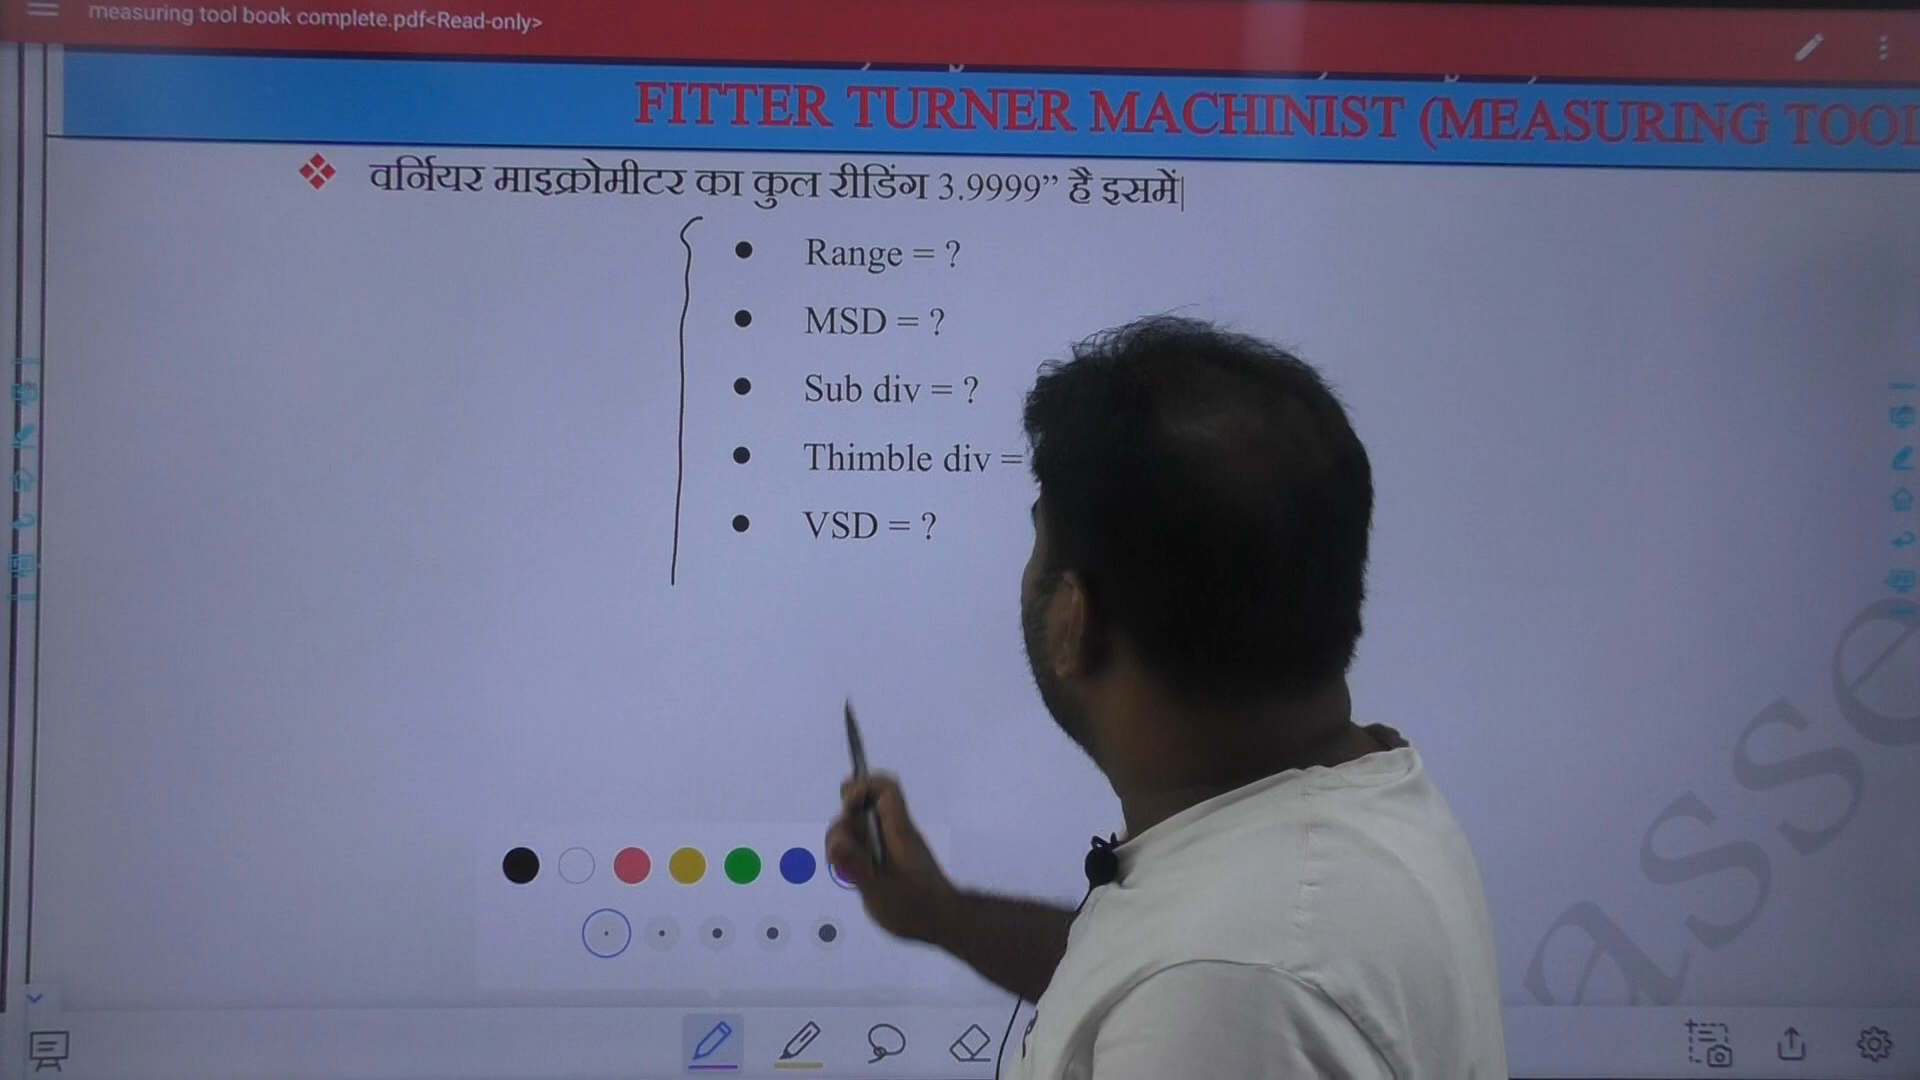 measuring tool book complete.pdf<Read-only>
FITTER TURNER MACHINIST (MEASURING TOOL
❖ वर्नियर माइक्रोमीटर का कुल रीडिंग 3.9999” है इसमें|
• Range = ?
• MSD = ?
• Sub div = ?
• Thimble div =
• VSD = ?
asse